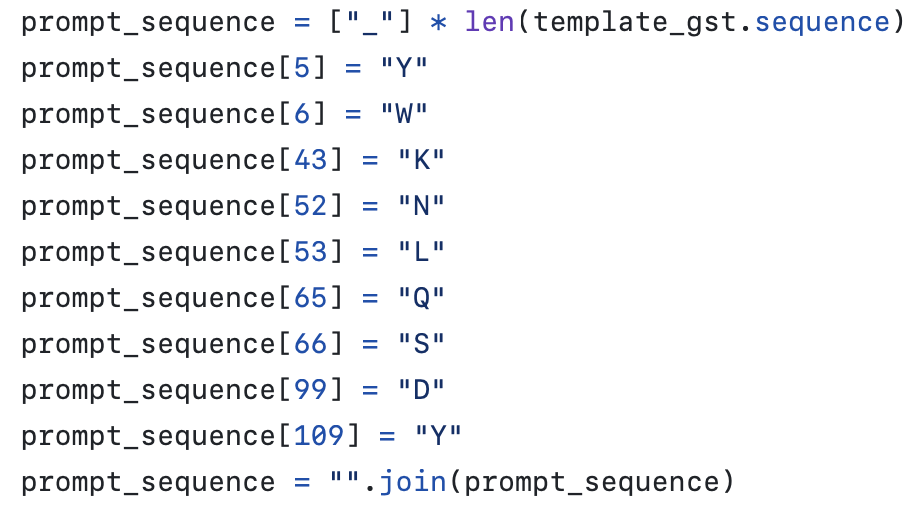 prompt_sequence = ["_"] * len(template_gst.sequence)
prompt_sequence[5] = "Y"
prompt_sequence[6] = "W"
prompt_sequence[43] = "K"
prompt_sequence[52] = "N"
prompt_sequence[53] = "L"
prompt_sequence[65] = "Q"
prompt_sequence[66] = "S"
prompt_sequence[99] = "D"
prompt_sequence[109] = "Y"
prompt_sequence = "".join(prompt_sequence)